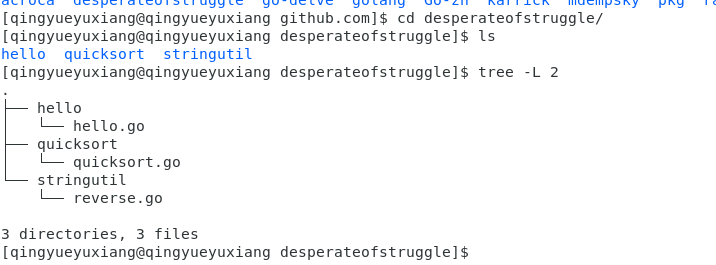 acroca  desperateofstruggle  go-delve  golang  Go-zh  karrick  mdempsky  pkg
[qingyueyuxiang@qingyueyuxiang github.com]$ cd desperateofstruggle/
[qingyueyuxiang@qingyueyuxiang desperateofstruggle]$ ls
hello  quicksort  stringutil
[qingyueyuxiang@qingyueyuxiang desperateofstruggle]$ tree -L 2
.
├── hello
│   └── hello.go
├── quicksort
│   └── quicksort.go
└── stringutil
    └── reverse.go
3 directories, 3 files
[qingyueyuxiang@qingyueyuxiang desperateofstruggle]$